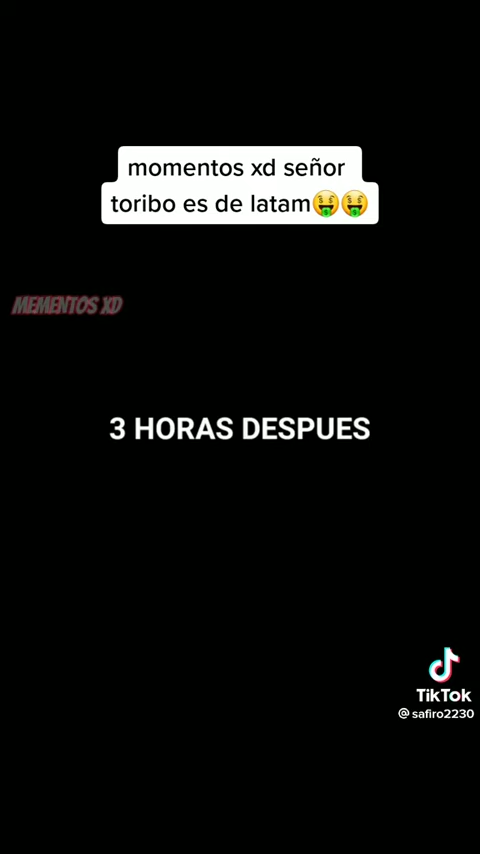 momentos xd señor
toribo es de latam🤑🤑
MEMENTOS XD
3 HORAS DESPUES
TikTok
@safiro2230